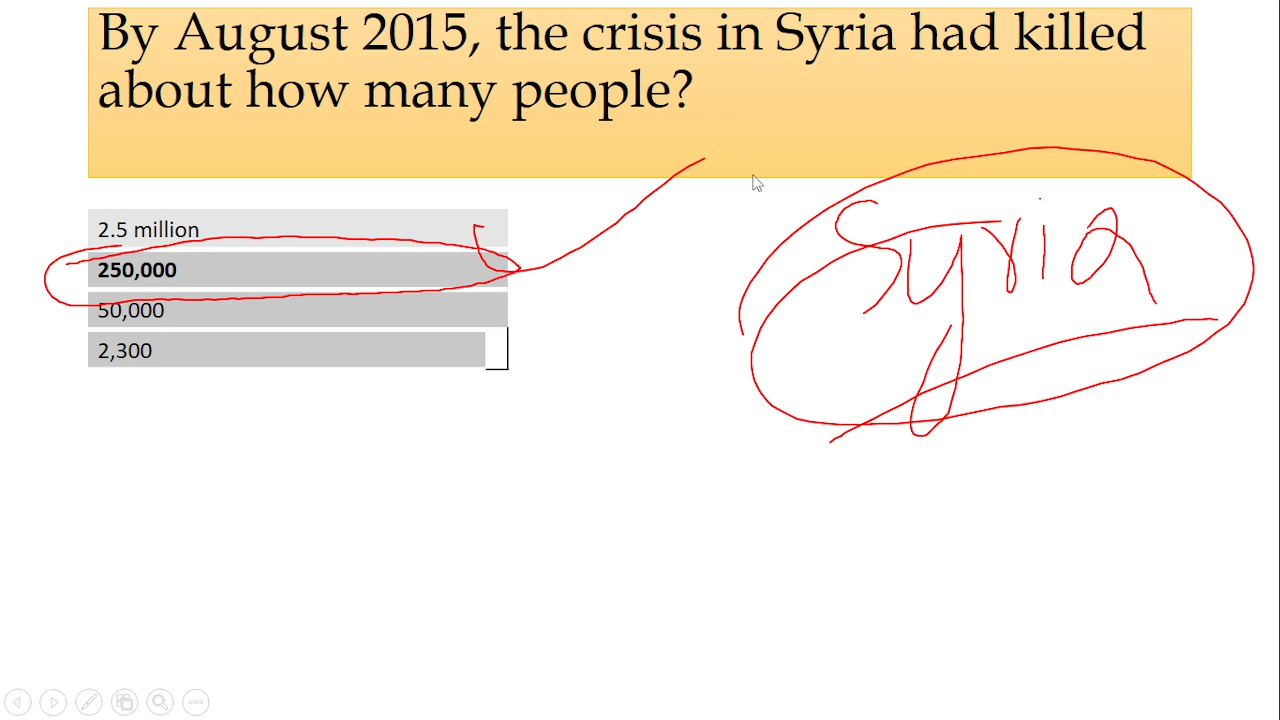 By August 2015, the crisis in Syria had killed
about how many people?
2.5 million
250,000
50,000
2,300
Syria